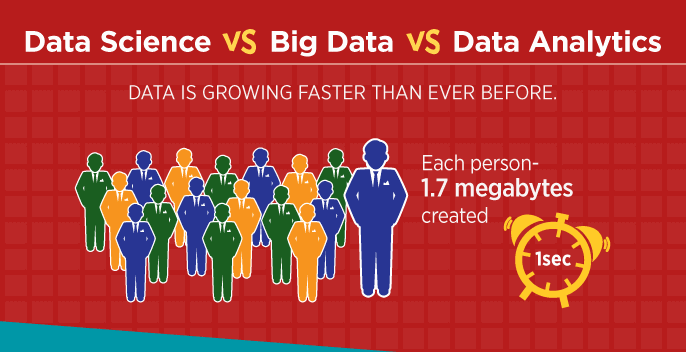 Data Science VS Big Data VS Data Analytics
DATA IS GROWING FASTER THAN EVER BEFORE.
Each person-
1.7 megabytes
created
1sec